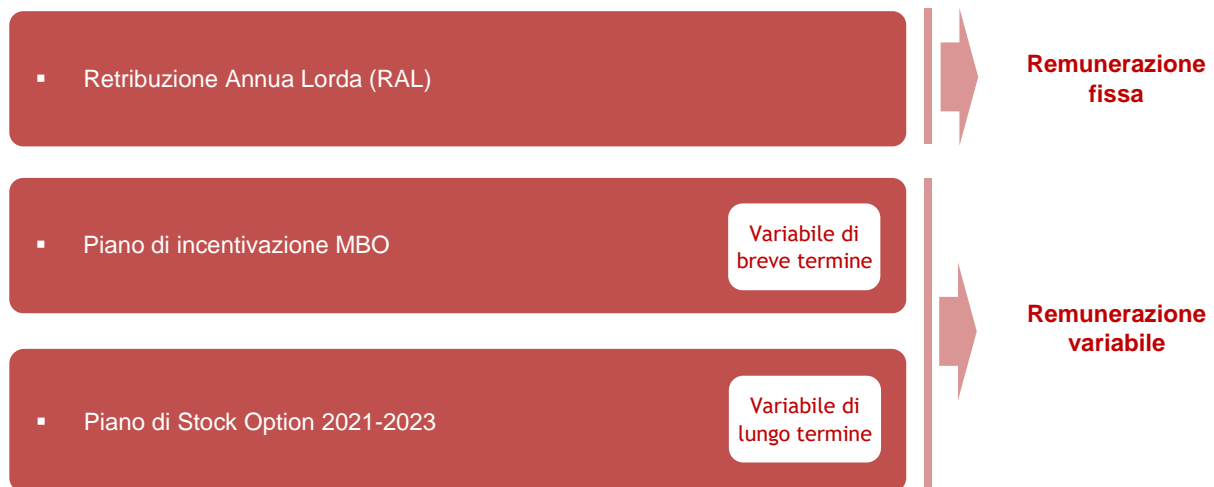 ▪ Retribuzione Annua Lorda (RAL)
Remunerazione
fissa
▪ Piano di incentivazione MBO
Variabile di
breve termine
Remunerazione
variabile
▪ Piano di Stock Option 2021-2023
Variabile di
lungo termine